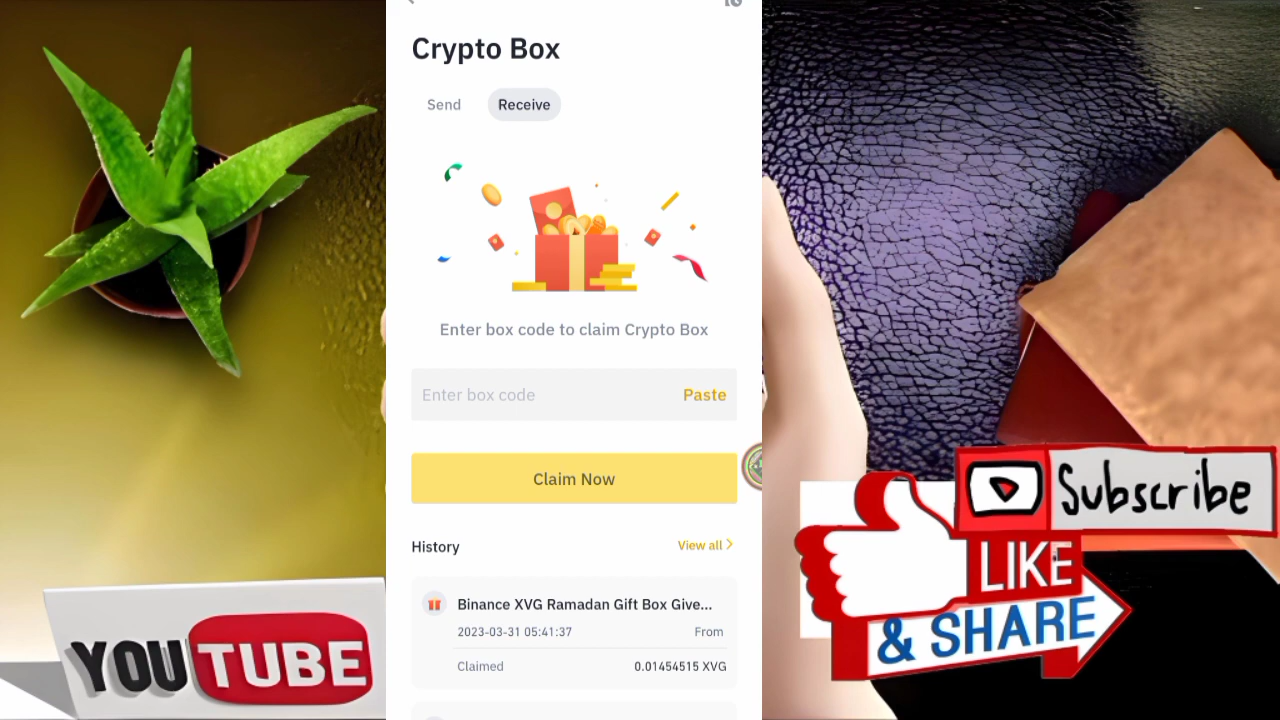 Crypto Box
Send
Receive
Enter box code to claim Crypto Box
Enter box code
Paste
Claim Now
History
View all
Binance XVG Ramadan Gift Box Give...
2023-03-31 05:41:37
From
Claimed
0.01454515 XVG
YOUTUBE
Subscribe
LIKE
& SHARE